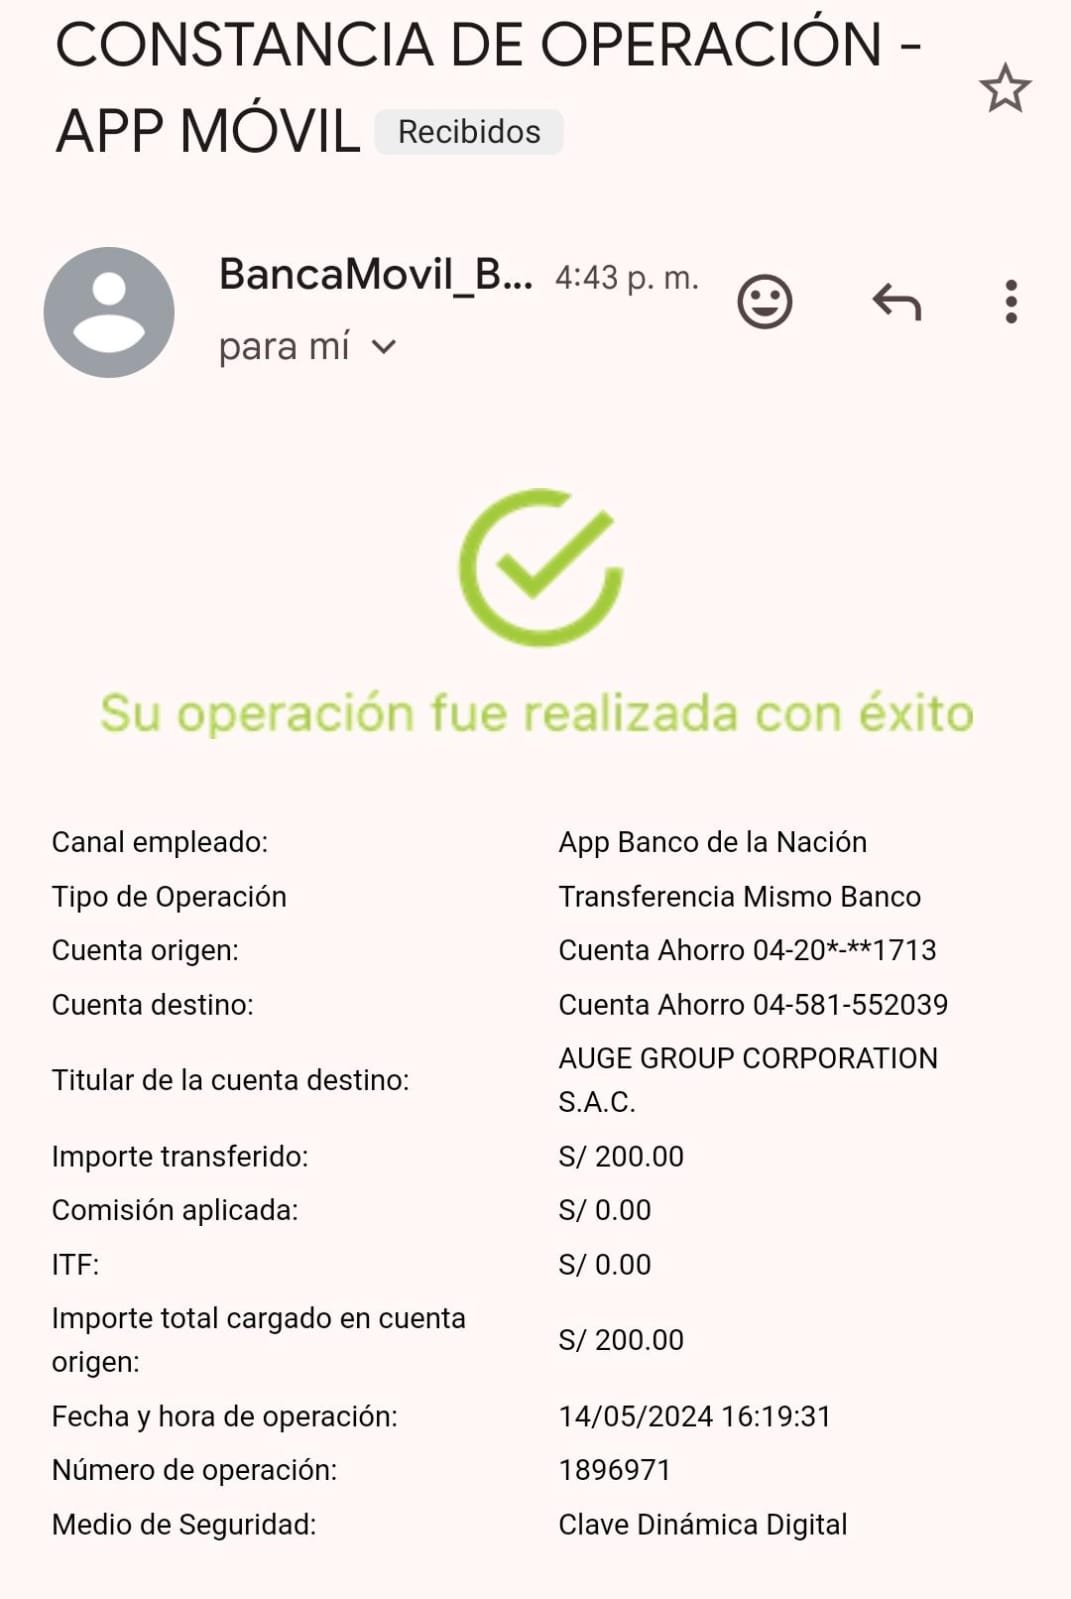 CONSTANCIA DE OPERACIÓN -
APP MÓVIL Recibidos
BancaMovil_B... 4:43 p. m.
para mí
Su operación fue realizada con éxito
Canal empleado: App Banco de la Nación
Tipo de Operación Transferencia Mismo Banco
Cuenta origen: Cuenta Ahorro 04-20*-**1713
Cuenta destino: Cuenta Ahorro 04-581-552039
Titular de la cuenta destino: AUGE GROUP CORPORATION
S.A.C.
Importe transferido: S/ 200.00
Comisión aplicada: S/ 0.00
ITF: S/ 0.00
Importe total cargado en cuenta
origen: S/ 200.00
Fecha y hora de operación: 14/05/2024 16:19:31
Número de operación: 1896971
Medio de Seguridad: Clave Dinámica Digital